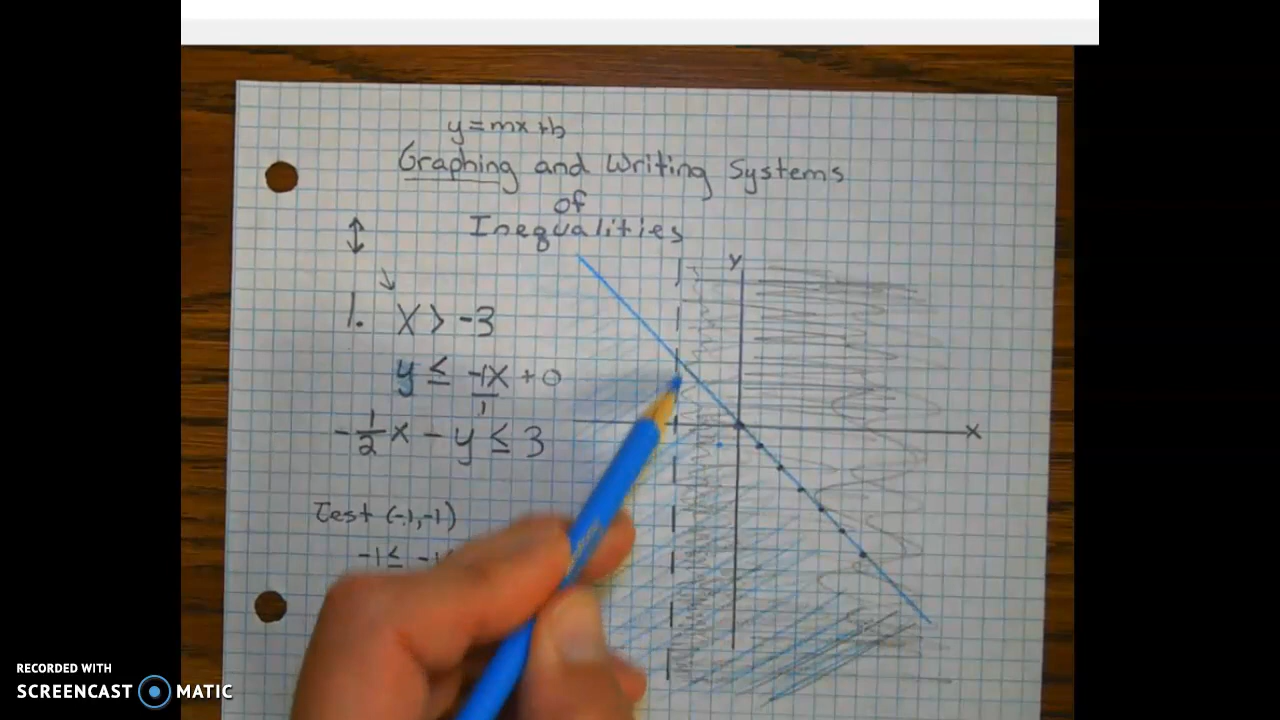 y = mx + b
Graphing and Writing Systems
of
Inequalities
y
1. X > -3
y ≤ -1x/1 + 0
x
-1/2 x - y ≤ 3
Test (-1,-1)
-1 ≤
RECORDED WITH
SCREENCAST MATIC